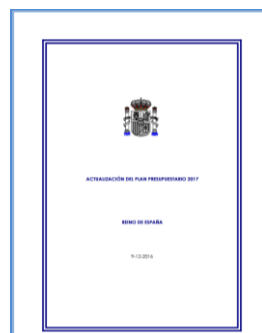 ACTUALIZACIÓN DEL PLAN PRESUPUESTARIO 2017
REINO DE ESPAÑA
9-12-2016